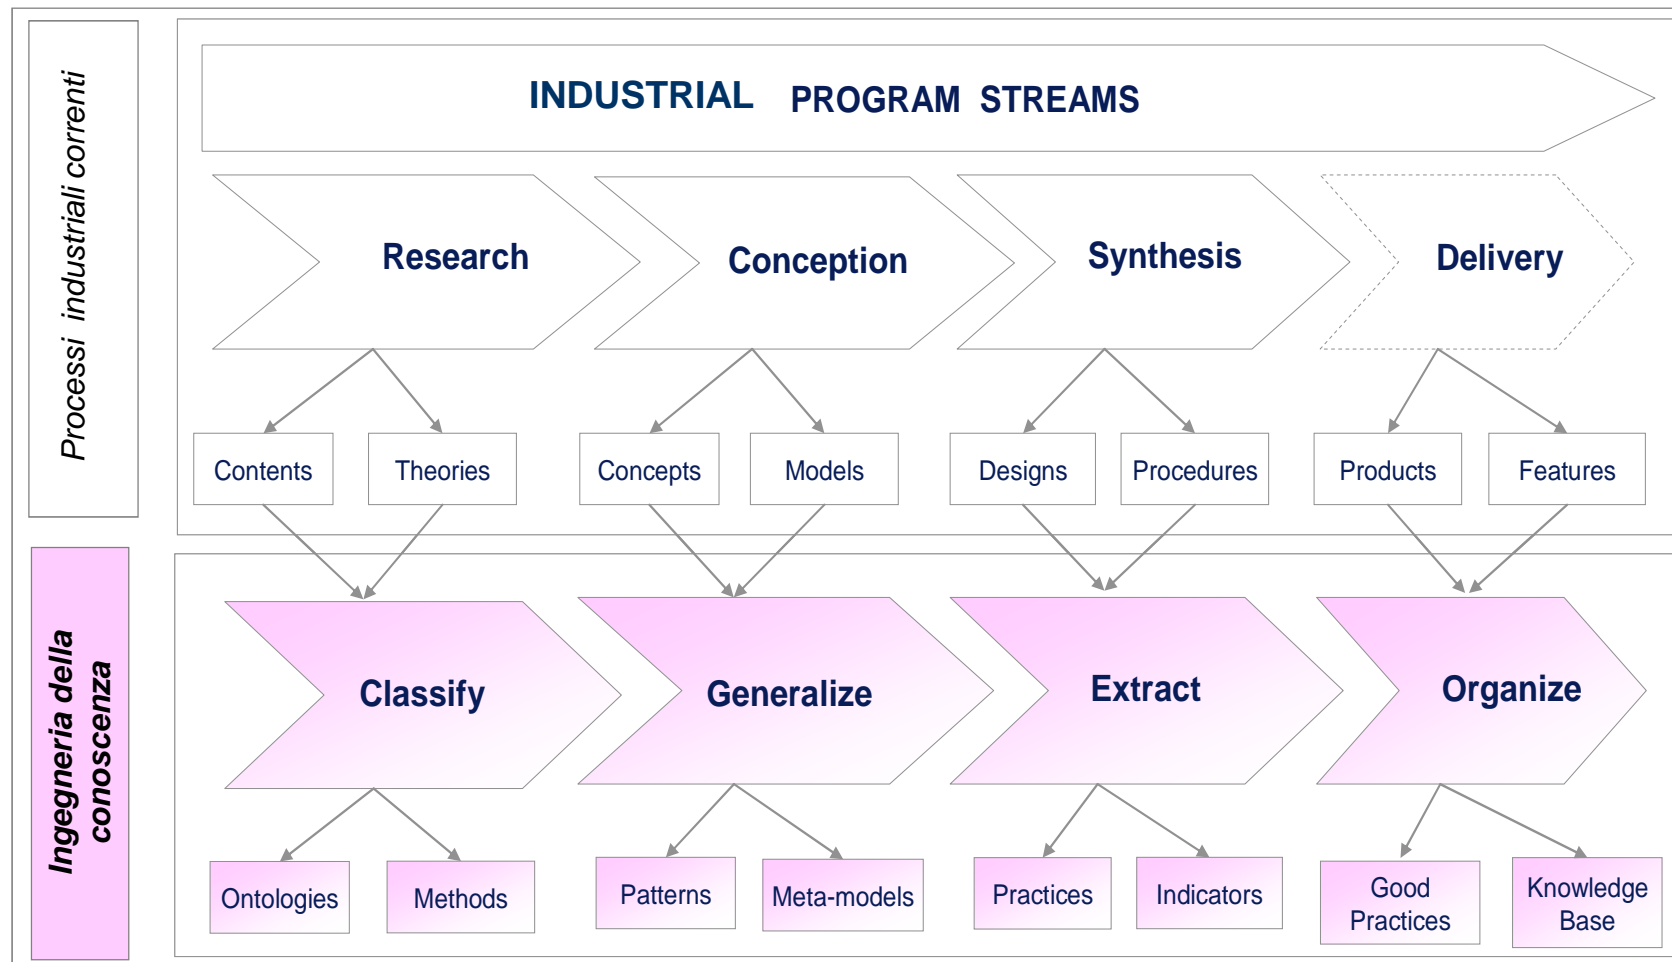 Processi industriali correnti
INDUSTRIAL PROGRAM STREAMS
Research
Conception
Synthesis
Delivery
Contents
Theories
Concepts
Models
Designs
Procedures
Products
Features
Ingegneria della
conoscenza
Classify
Generalize
Extract
Organize
Ontologies
Methods
Patterns
Meta-models
Practices
Indicators
Good
Practices
Knowledge
Base